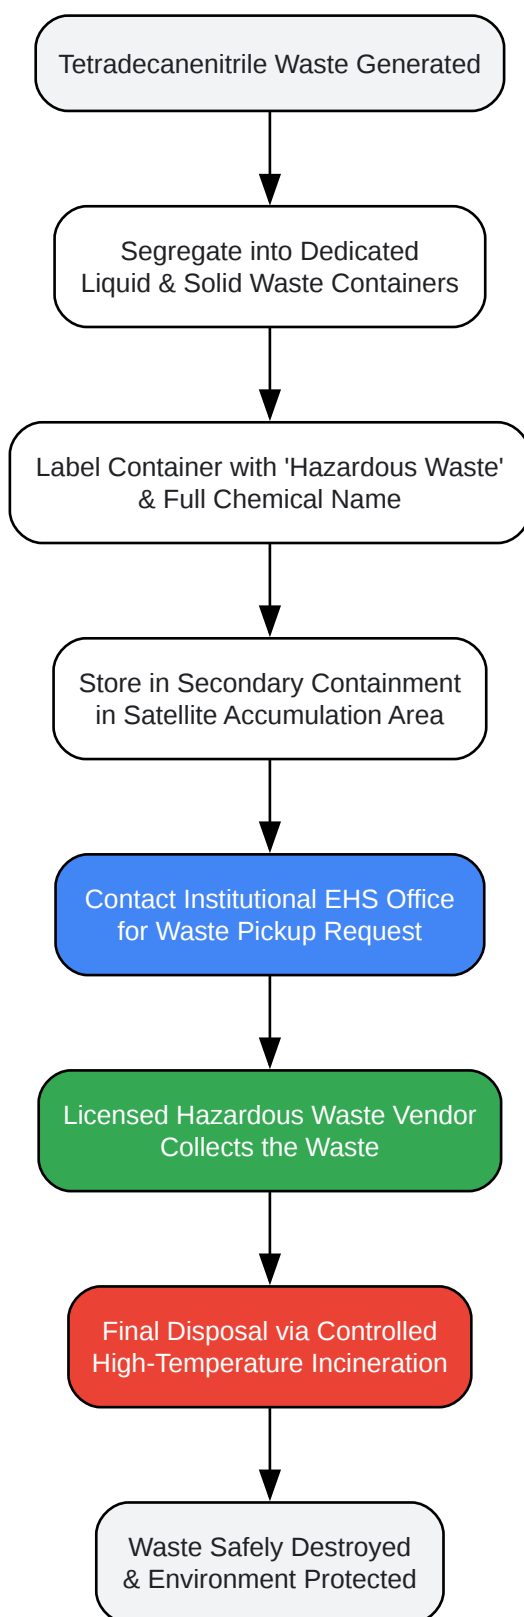 Tetradecanenitrile Waste Generated
Segregate into Dedicated
Liquid & Solid Waste Containers
Label Container with 'Hazardous Waste'
& Full Chemical Name
Store in Secondary Containment
in Satellite Accumulation Area
Contact Institutional EHS Office
for Waste Pickup Request
Licensed Hazardous Waste Vendor
Collects the Waste
Final Disposal via Controlled
High-Temperature Incineration
Waste Safely Destroyed
& Environment Protected